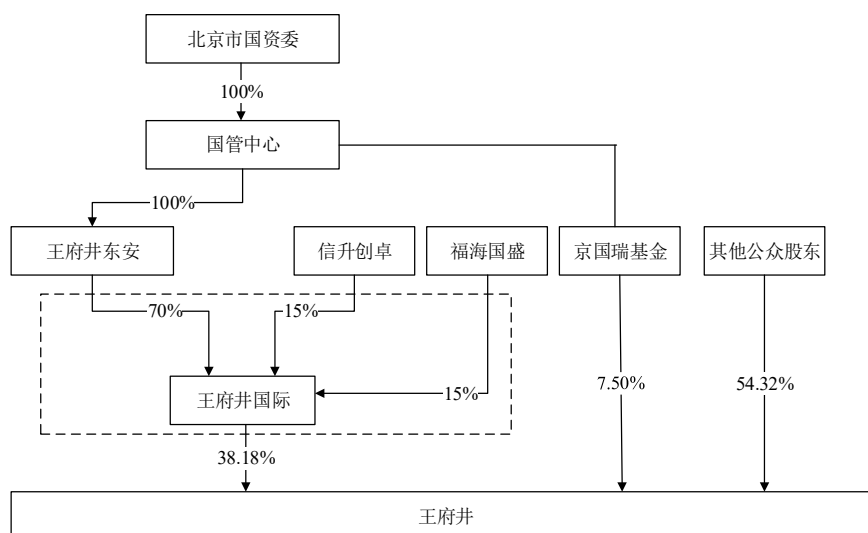 北京市国资委
100%
国管中心
100%
王府井东安
信升创卓
福海国盛
京国瑞基金
其他公众股东
70%
15%
王府井国际
15%
7.50%
54.32%
38.18%
王府井